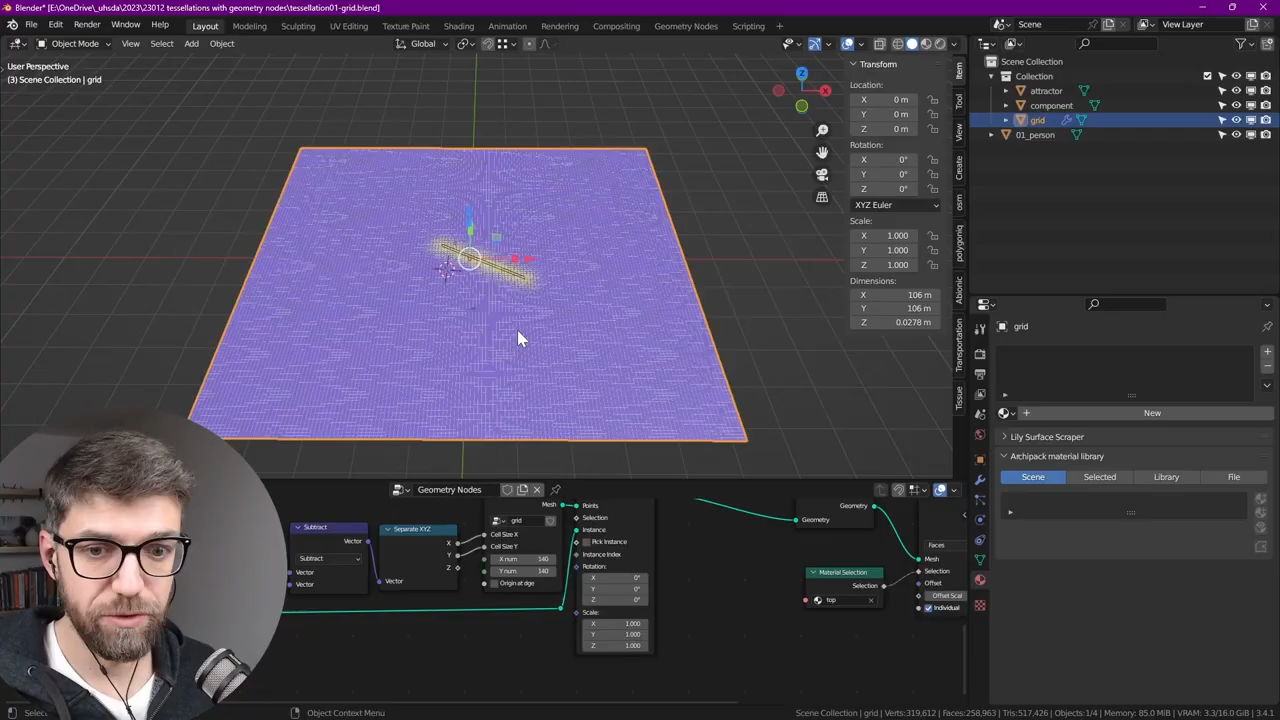 Blender* [E:\OneDrive\_uhsda\2023\23012 tessellations with geometry nodes\tessellation01-grid.blend]
File Edit Render Window Help Layout Modeling Sculpting UV Editing Texture Paint Shading Animation Rendering Compositing Geometry Nodes Scripting + Scene View Layer
Object Mode View Select Add Object Global
User Perspective
(3) Scene Collection | grid
Transform
Location:
X 0 m
Y 0 m
Z 0 m
Rotation:
X 0°
Y 0°
Z 0°
XYZ Euler
Scale:
X 1.000
Y 1.000
Z 1.000
Dimensions:
X 106 m
Y 106 m
Z 0.0278 m
Item
Tool
View
Create
osm
polygoniq
Abionic
Transportation
Tissue
Z
X
Scene Collection
Collection
attractor
component
grid
01_person
grid
+ New
Lily Surface Scraper
Archipack material library
Scene Selected Library File
Geometry Nodes
Subtract
Vector
Subtract
Vector
Vector
Separate XYZ
X
Y
Z
Vector
Mesh
grid
Cell Size X
Cell Size Y
X num 140
Y num 140
Origin at dge
Points
Selection
Instance
Pick Instance
Instance Index
Rotation:
X 0°
Y 0°
Z 0°
Scale:
X 1.000
Y 1.000
Z 1.000
Geometry
Geometry
Material Selection
Selection
top
Faces
Mesh
Selection
Offset
Offset Scal
Individual
Selec
Object Context Menu
Scene Collection | grid | Verts:319,612 | Faces:258,963 | Tris:517,426 | Objects:1/4 | Memory: 85.0 MiB | VRAM: 3.3/16.0 GiB | 3.4.1